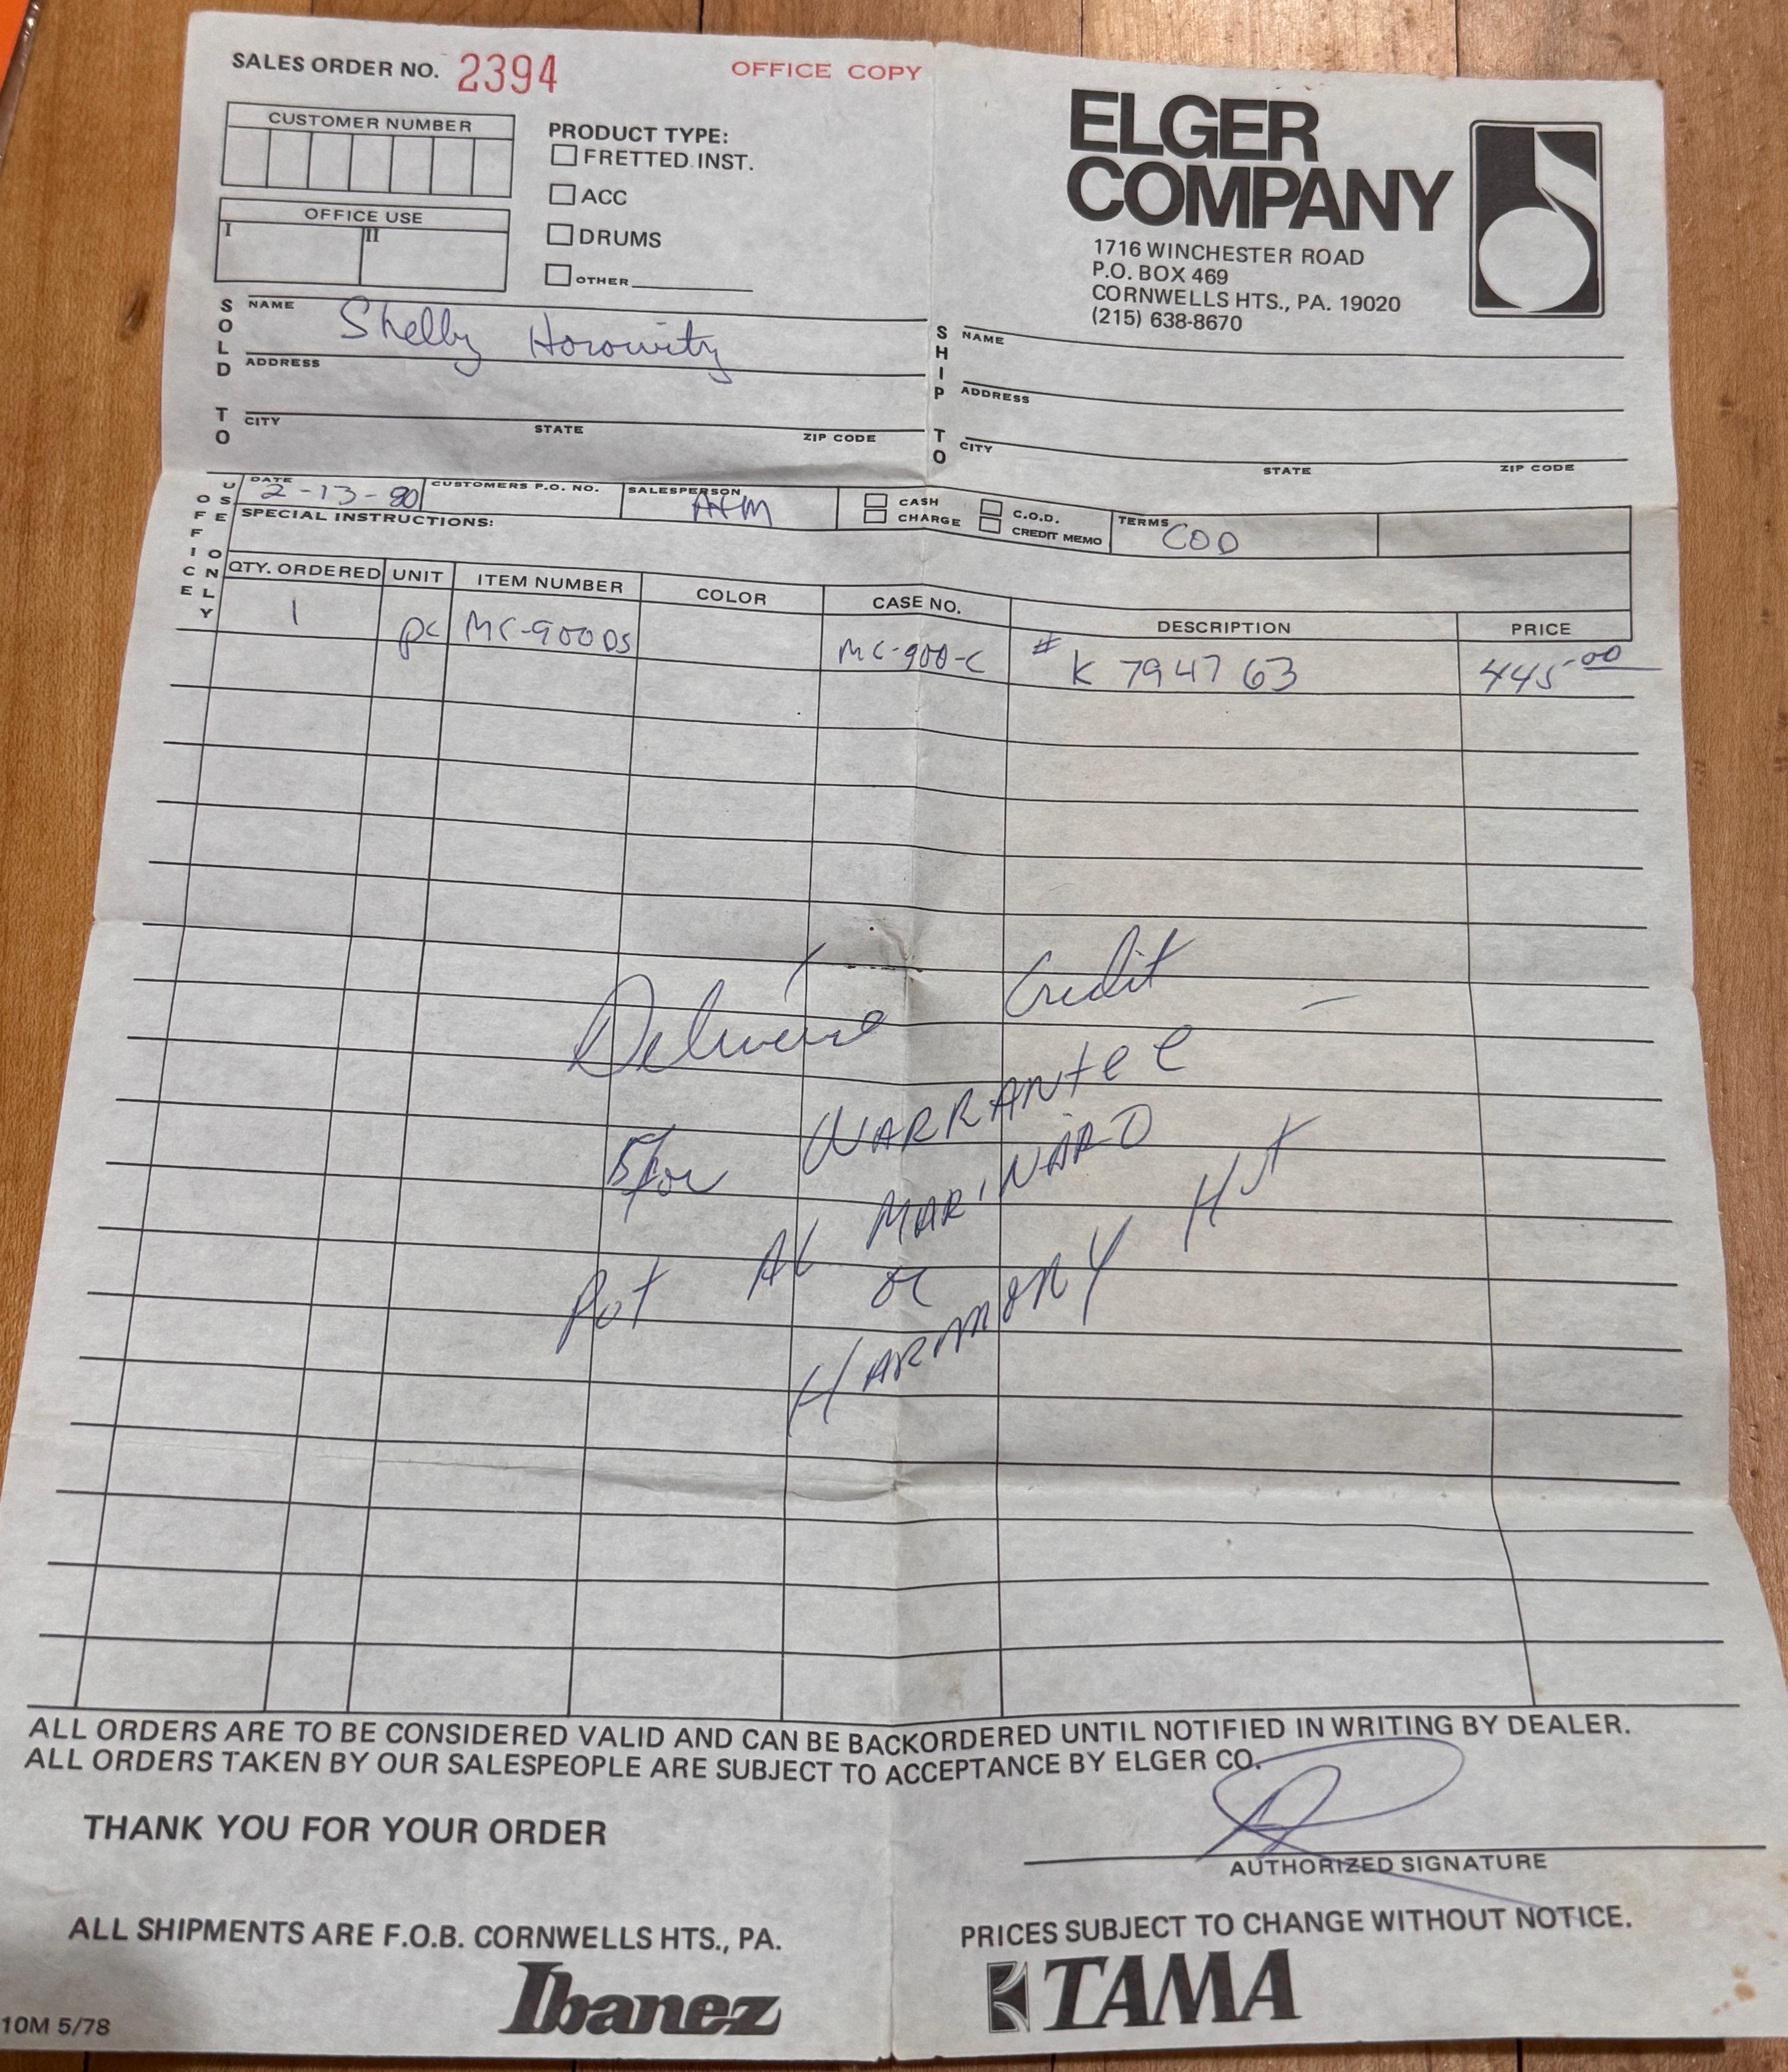 SALES ORDER NO. 2394
OFFICE COPY
CUSTOMER NUMBER
OFFICE USE
I II
PRODUCT TYPE:
FRETTED INST.
ACC
DRUMS
OTHER
ELGER
COMPANY
1716 WINCHESTER ROAD
P.O. BOX 469
CORNWELLS HTS., PA. 19020
(215) 638-8670
SOLD TO
NAME Shelby Horowitz
ADDRESS
CITY STATE ZIP CODE
SHIP TO
NAME
ADDRESS
CITY STATE ZIP CODE
OFFICE USE ONLY
DATE 2-13-80 CUSTOMERS P.O. NO. SALESPERSON CASH CHARGE C.O.D. CREDIT MEMO TERMS COD
SPECIAL INSTRUCTIONS:
QTY. ORDERED UNIT ITEM NUMBER COLOR CASE NO. DESCRIPTION PRICE
1 pc MC-900DS MC-900-C # K 794763 445.00
Credit
for WARRANTEE -
AL MARINARO
or
HARMONY HUT
ALL ORDERS ARE TO BE CONSIDERED VALID AND CAN BE BACKORDERED UNTIL NOTIFIED IN WRITING BY DEALER.
ALL ORDERS TAKEN BY OUR SALESPEOPLE ARE SUBJECT TO ACCEPTANCE BY ELGER CO.
THANK YOU FOR YOUR ORDER
AUTHORIZED SIGNATURE
ALL SHIPMENTS ARE F.O.B. CORNWELLS HTS., PA.
PRICES SUBJECT TO CHANGE WITHOUT NOTICE.
Ibanez
TAMA
10M 5/78